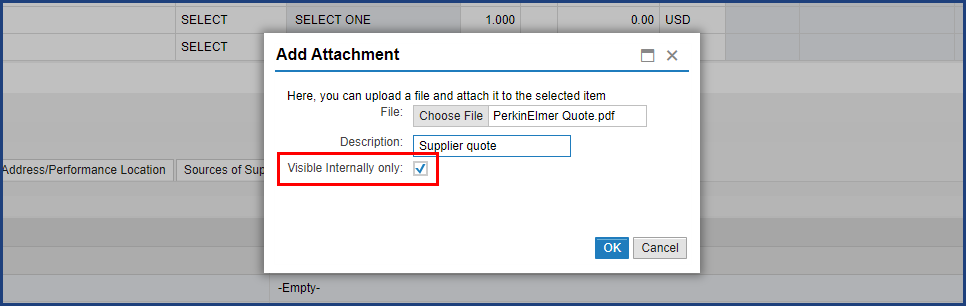 SELECT SELECT ONE 1.000 0.00 USD
SELECT
Add Attachment
Here, you can upload a file and attach it to the selected item
File: Choose File PerkinElmer Quote.pdf
Description: Supplier quote
Visible Internally only:
Address/Performance Location Sources of Sup
OK Cancel
-Empty-